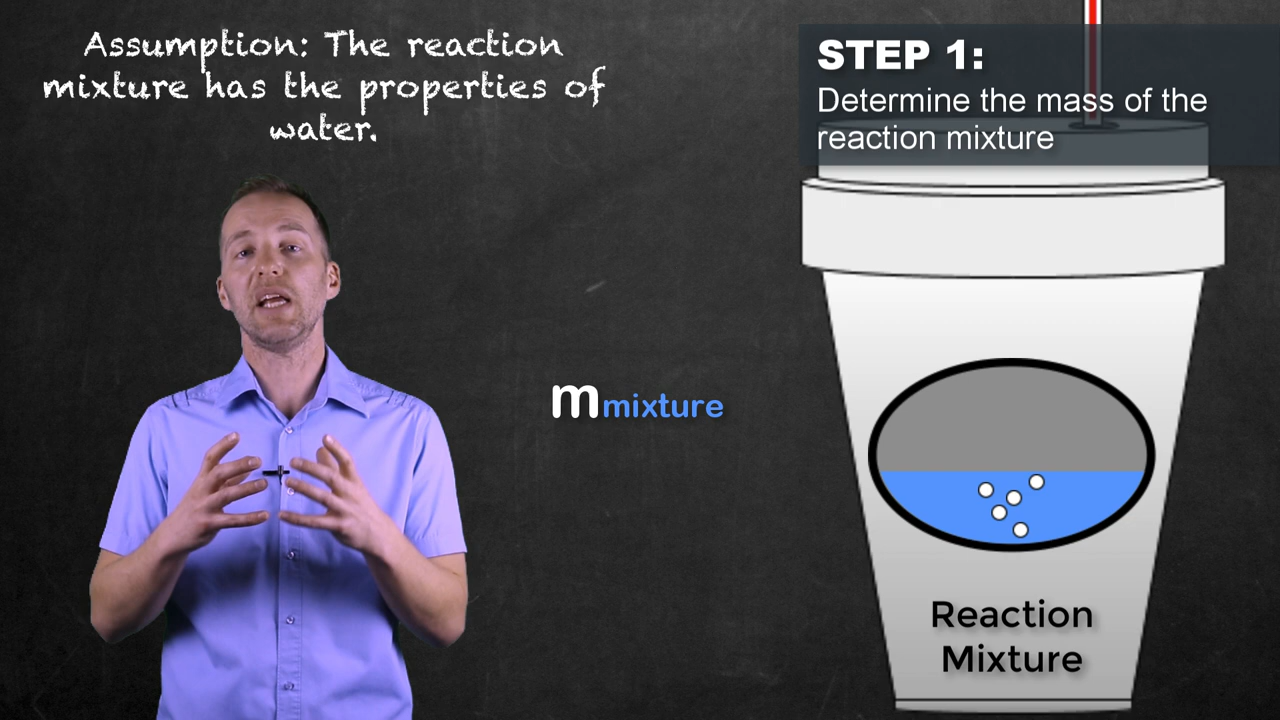 Assumption: The reaction
mixture has the properties of
water.
STEP 1:
Determine the mass of the
reaction mixture
mmixture
Reaction
Mixture